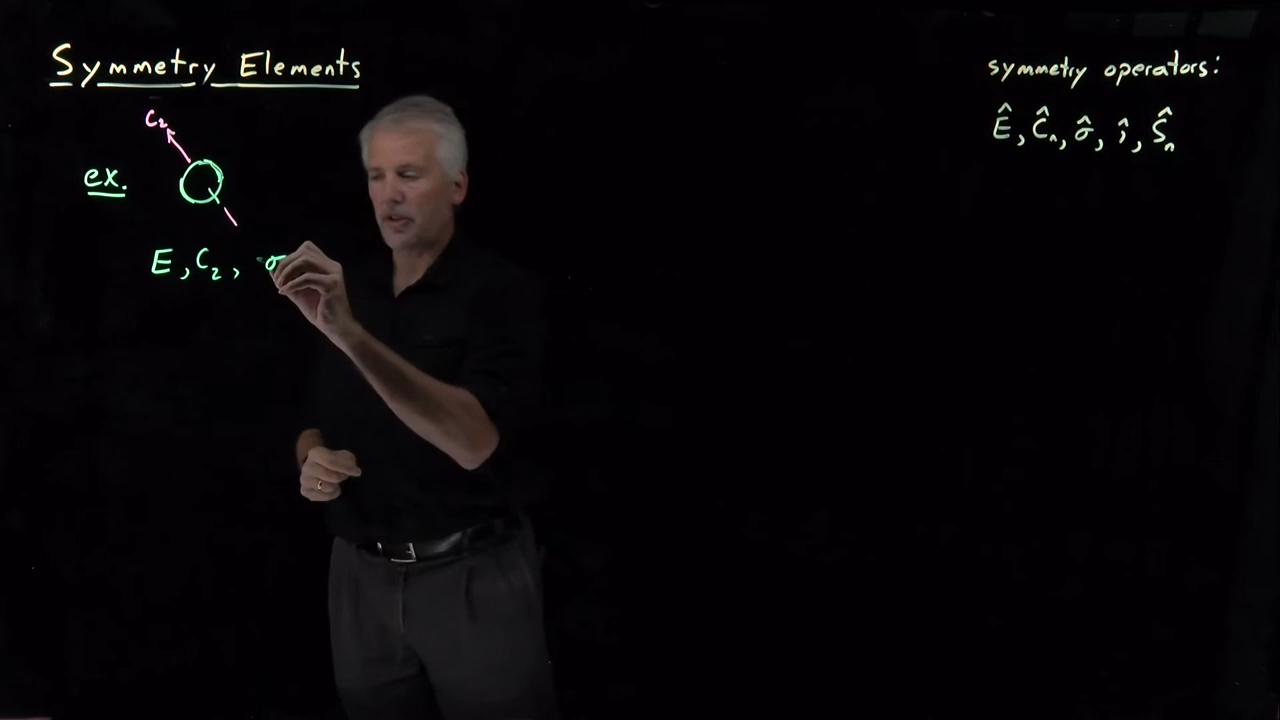 Symmetry Elements
symmetry operators:
Ê, Ĉₙ, σ̂, î, Ŝₙ
C₂
ex.
Q
E, C₂, σ